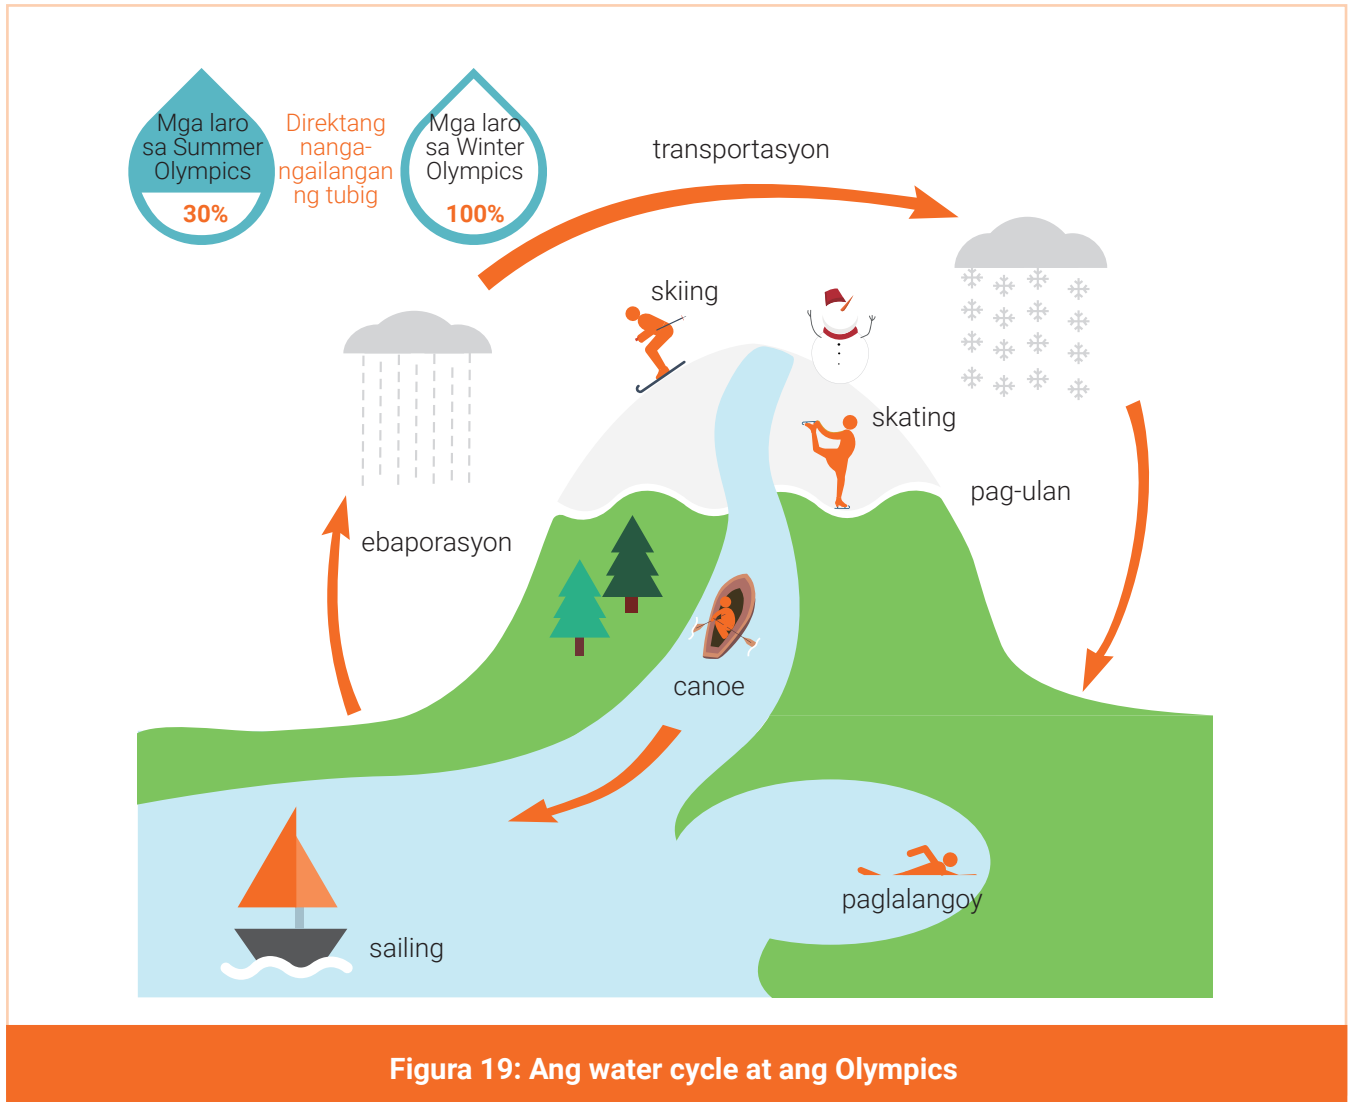 Mga laro
sa Summer
Olympics
30%
Direktang
nanga-
ngailangan
ng tubig
Mga laro
sa Winter
Olympics
100%
transportasyon
skiing
skating
pag-ulan
ebaporasyon
canoe
paglalangoy
sailing
Figura 19: Ang water cycle at ang Olympics